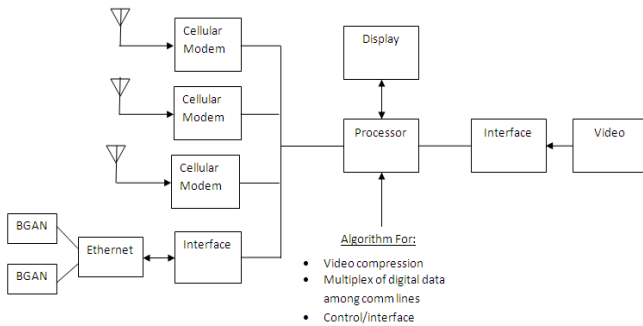 Cellular
Modem
Display
Cellular
Modem
Processor
Interface
Video
Cellular
Modem
BGAN
Ethernet
Interface
BGAN
Algorithm For:
• Video compression
• Multiplex of digital data
among comm lines
• Control/interface